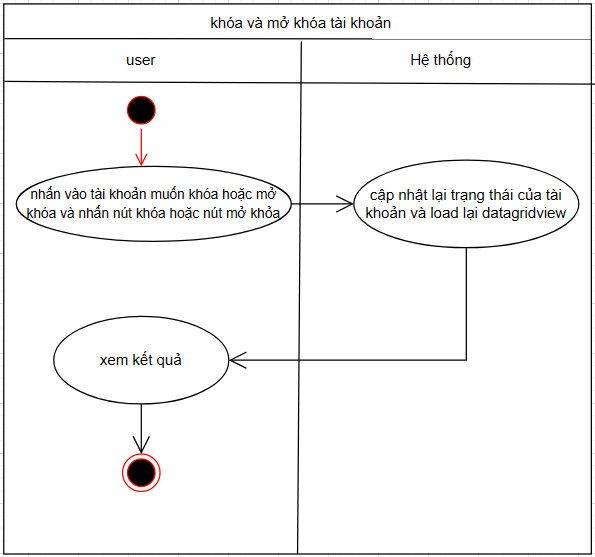 khóa và mở khóa tài khoản
user
Hệ thống
nhấn vào tài khoản muốn khóa hoặc mở
khóa và nhấn nút khóa hoặc nút mở khỏa
cập nhật lại trạng thái của tài
khoản và load lại datagridview
xem kết quả